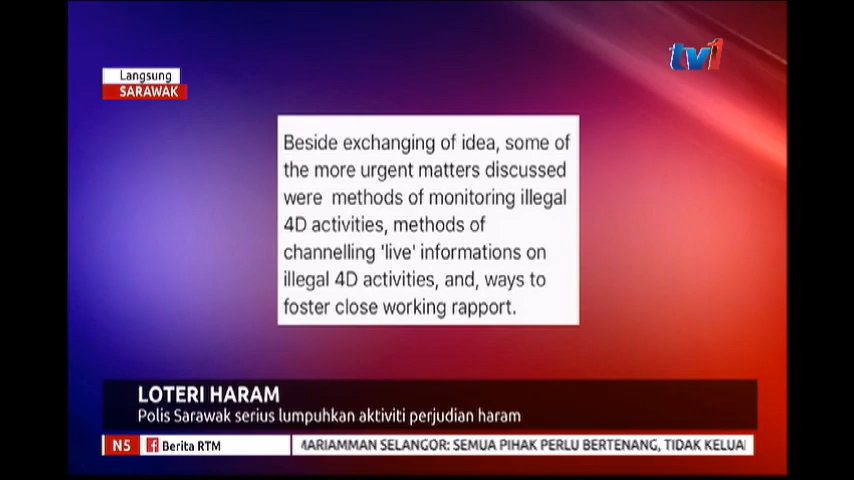 tv1
Langsung
SARAWAK
Beside exchanging of idea, some of
the more urgent matters discussed
were methods of monitoring illegal
4D activities, methods of
channelling 'live' informations on
illegal 4D activities, and, ways to
foster close working rapport.
LOTERI HARAM
Polis Sarawak serius lumpuhkan aktiviti perjudian haram
N5 Berita RTM ARIAMMAN SELANGOR: SEMUA PIHAK PERLU BERTENANG, TIDAK KELUA